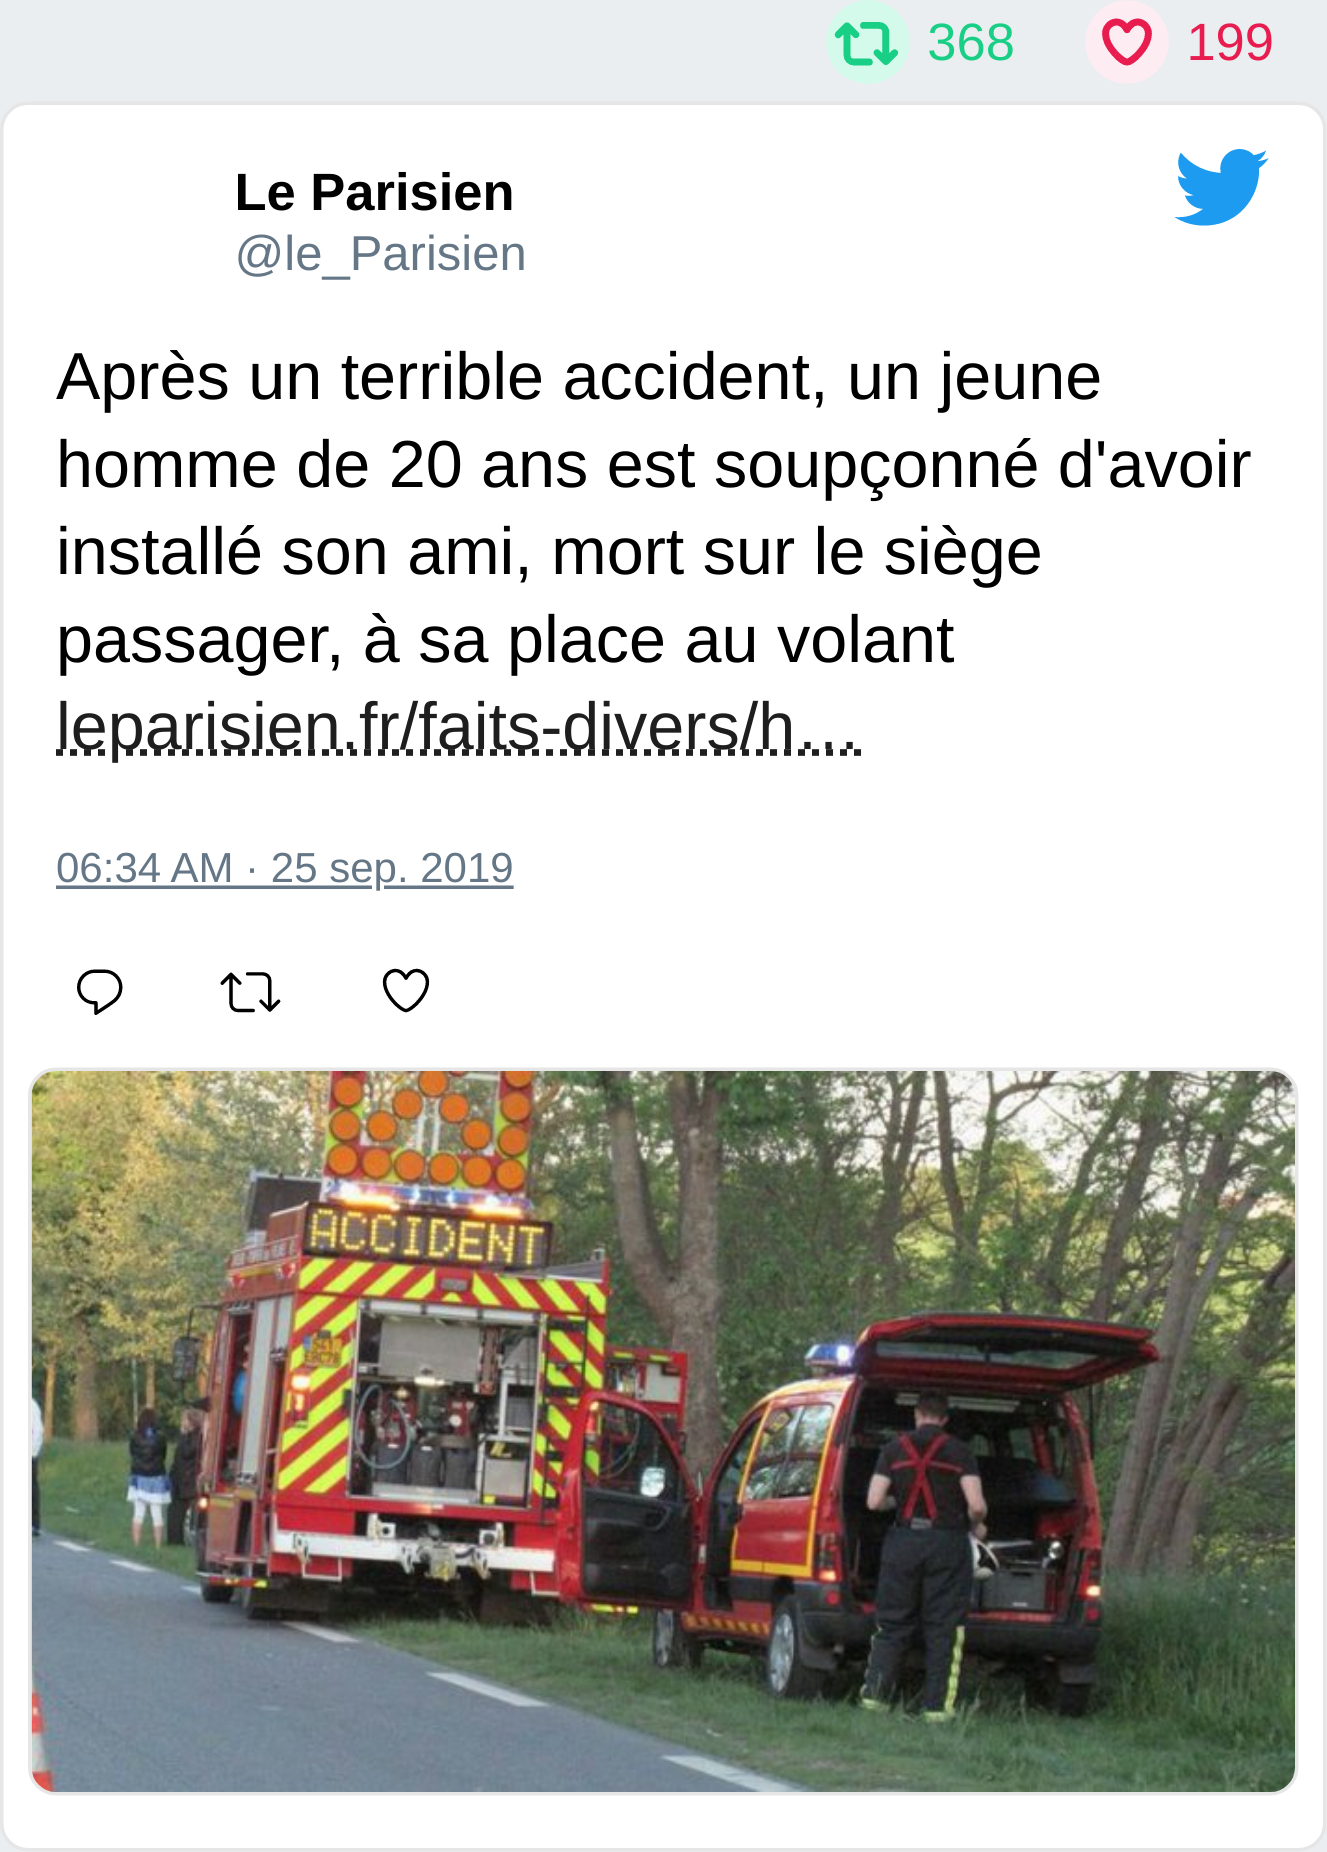 368 199
Le Parisien
@le_Parisien
Après un terrible accident, un jeune
homme de 20 ans est soupçonné d'avoir
installé son ami, mort sur le siège
passager, à sa place au volant
leparisien.fr/faits-divers/h…
06:34 AM · 25 sep. 2019
ACCIDENT